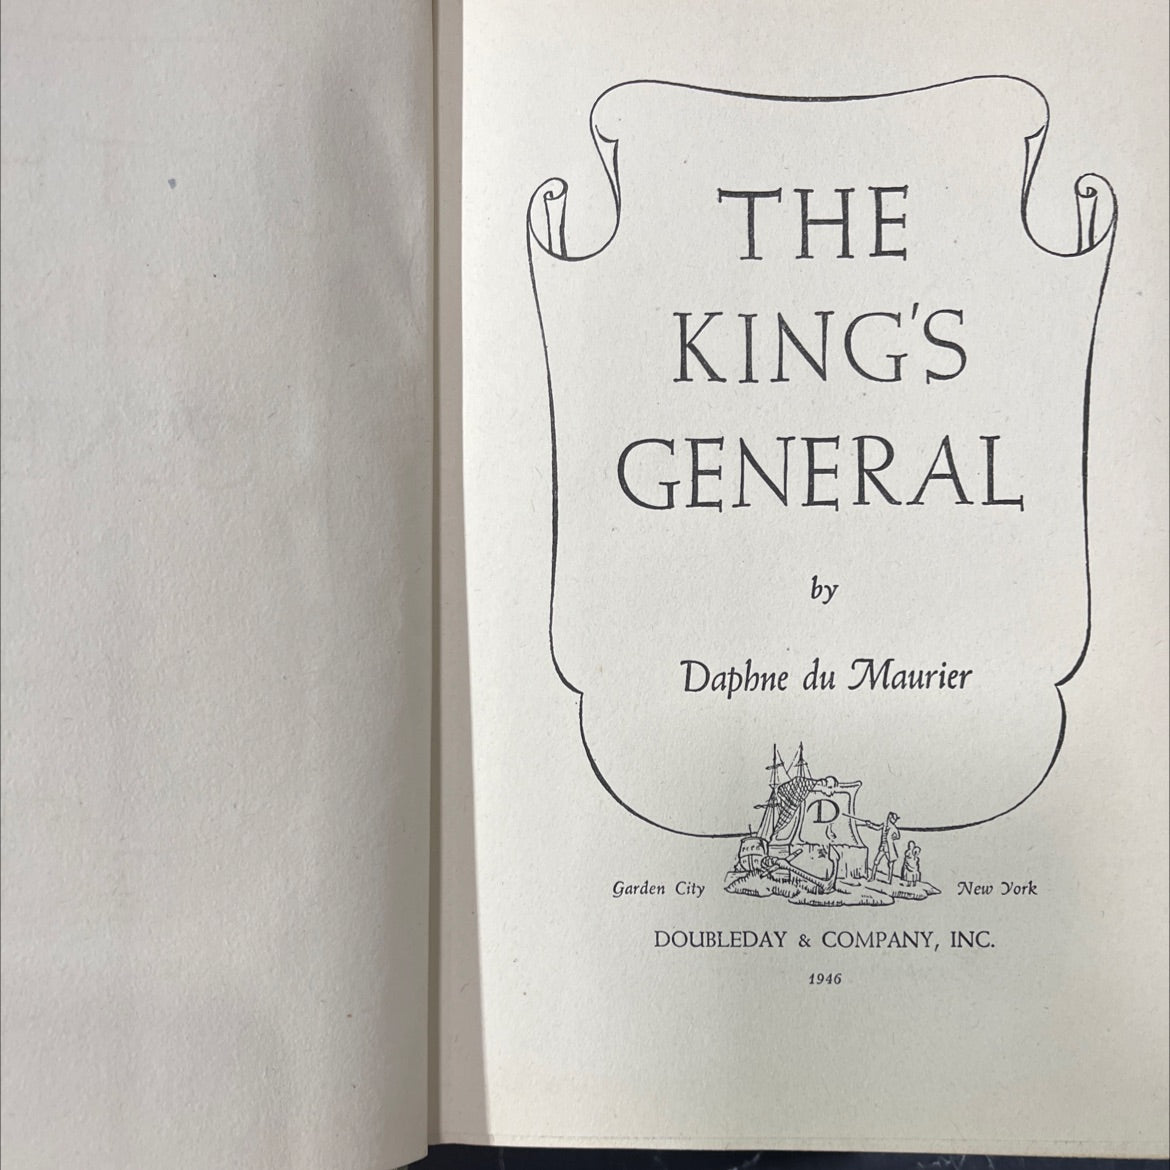 THE
KING'S
GENERAL
by
Daphne du Maurier
D
Garden City New York
DOUBLEDAY & COMPANY, INC.
1946